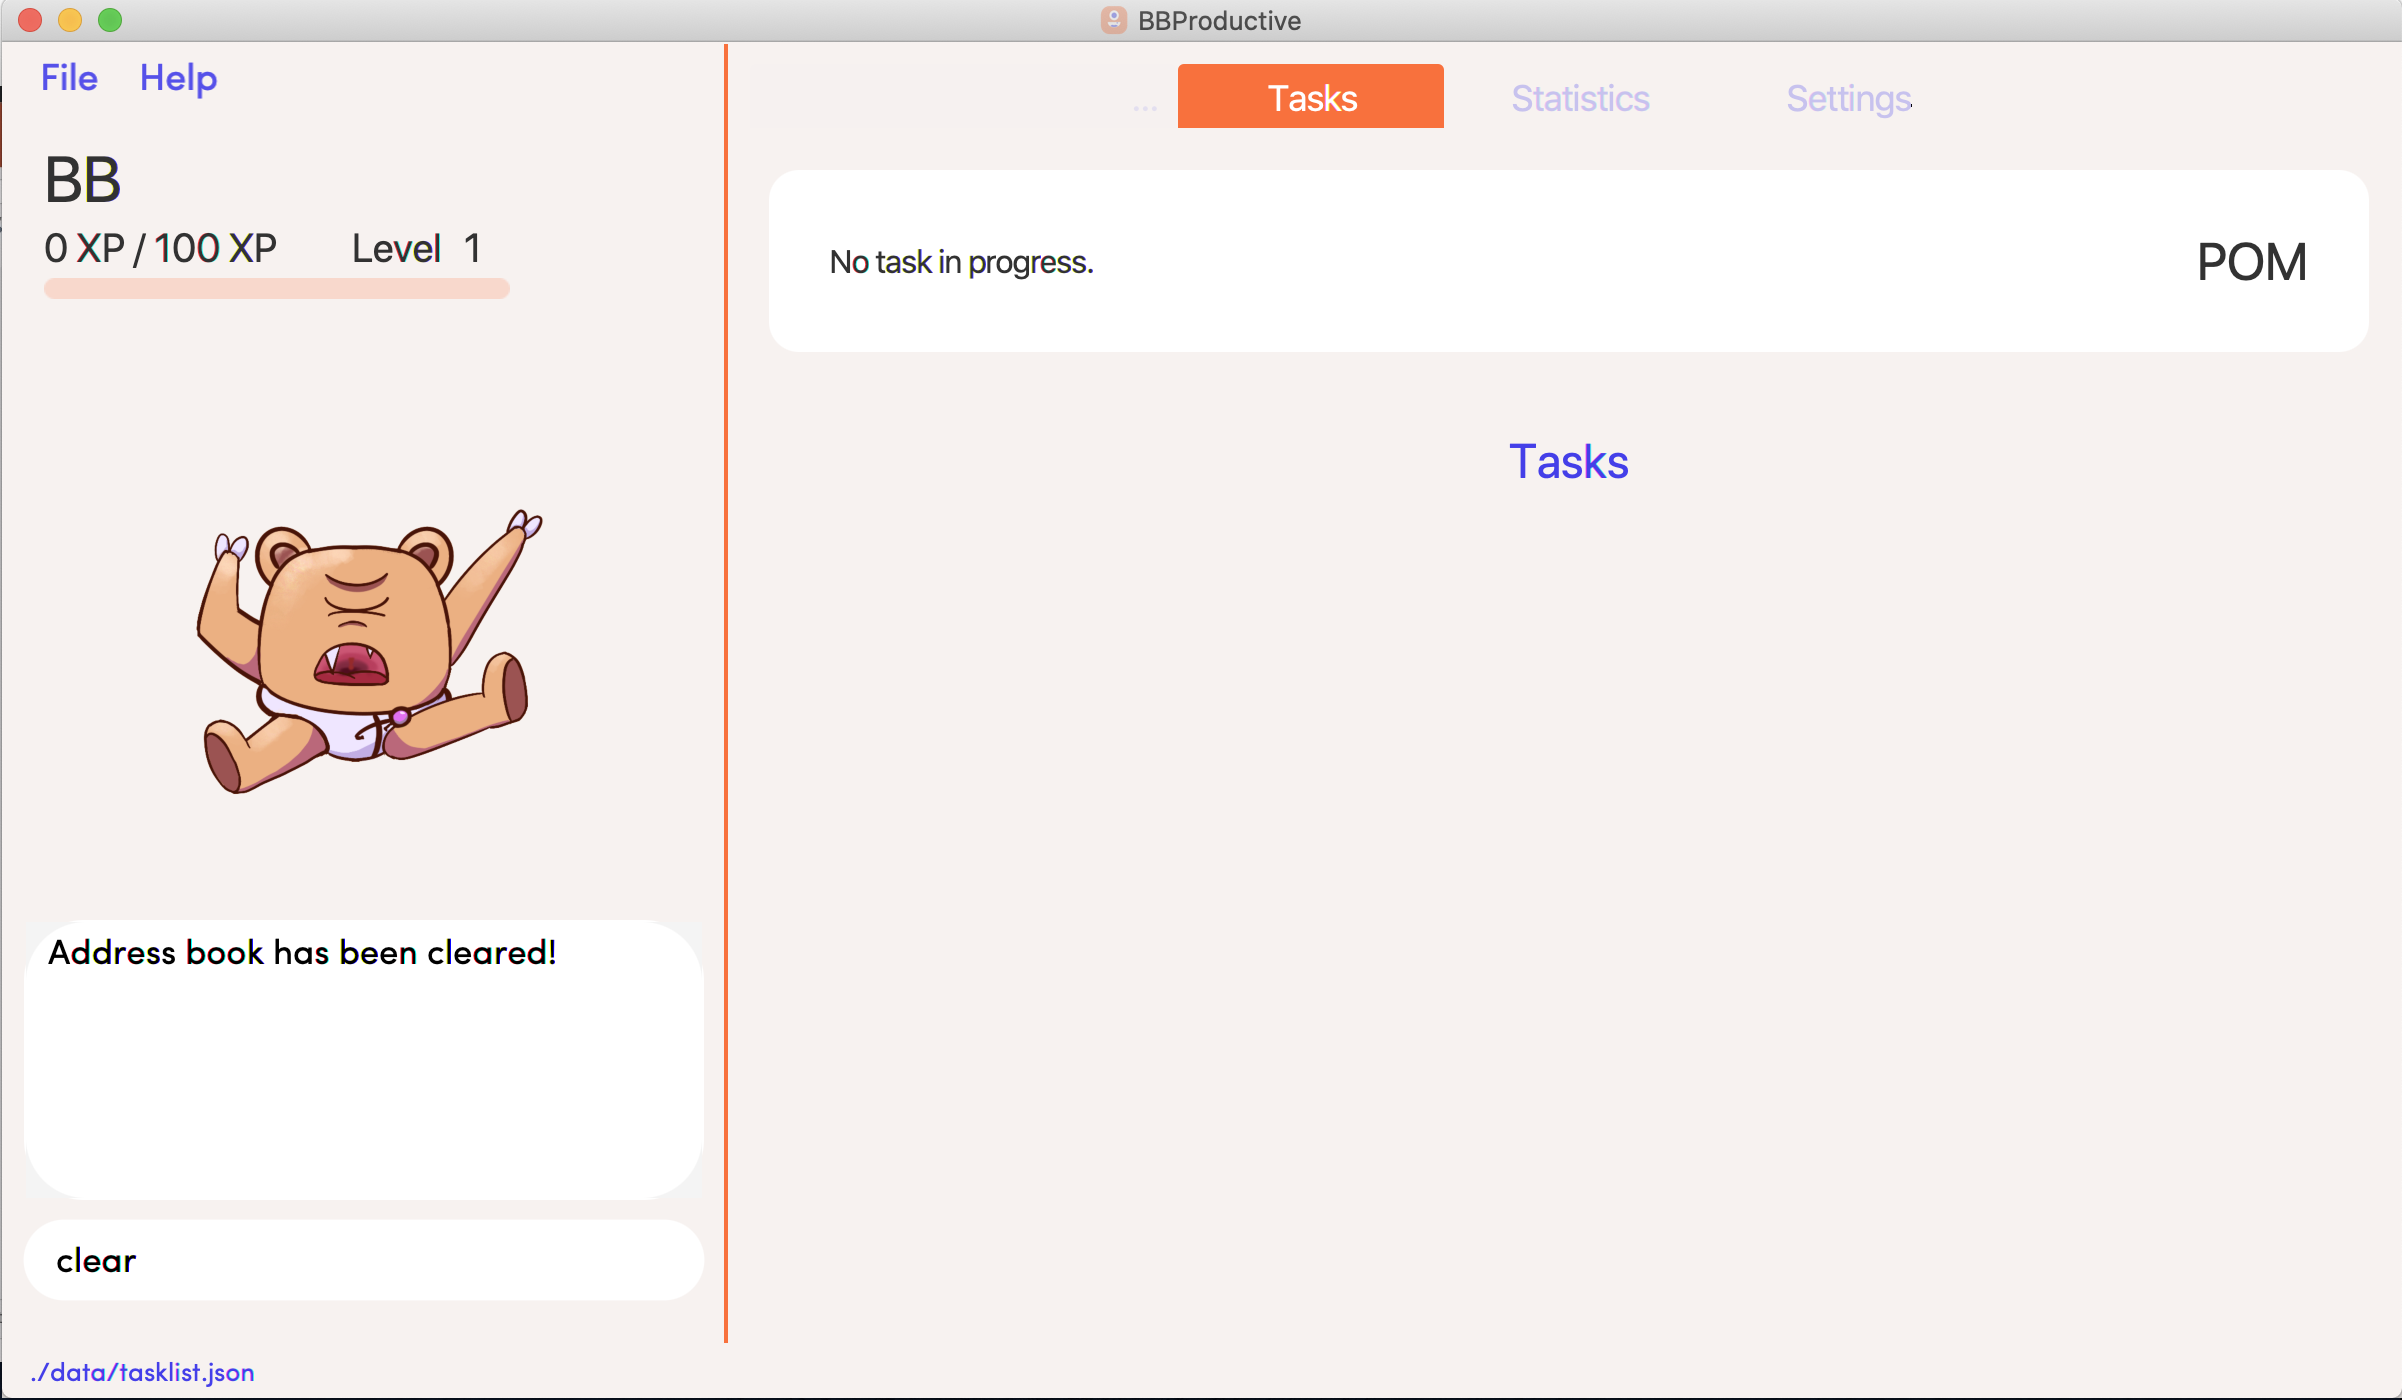 BBProductive
File Help
BB
0 XP / 100 XP Level 1
Address book has been cleared!
clear
./data/tasklist.json
... Tasks Statistics Settings
No task in progress. POM
Tasks